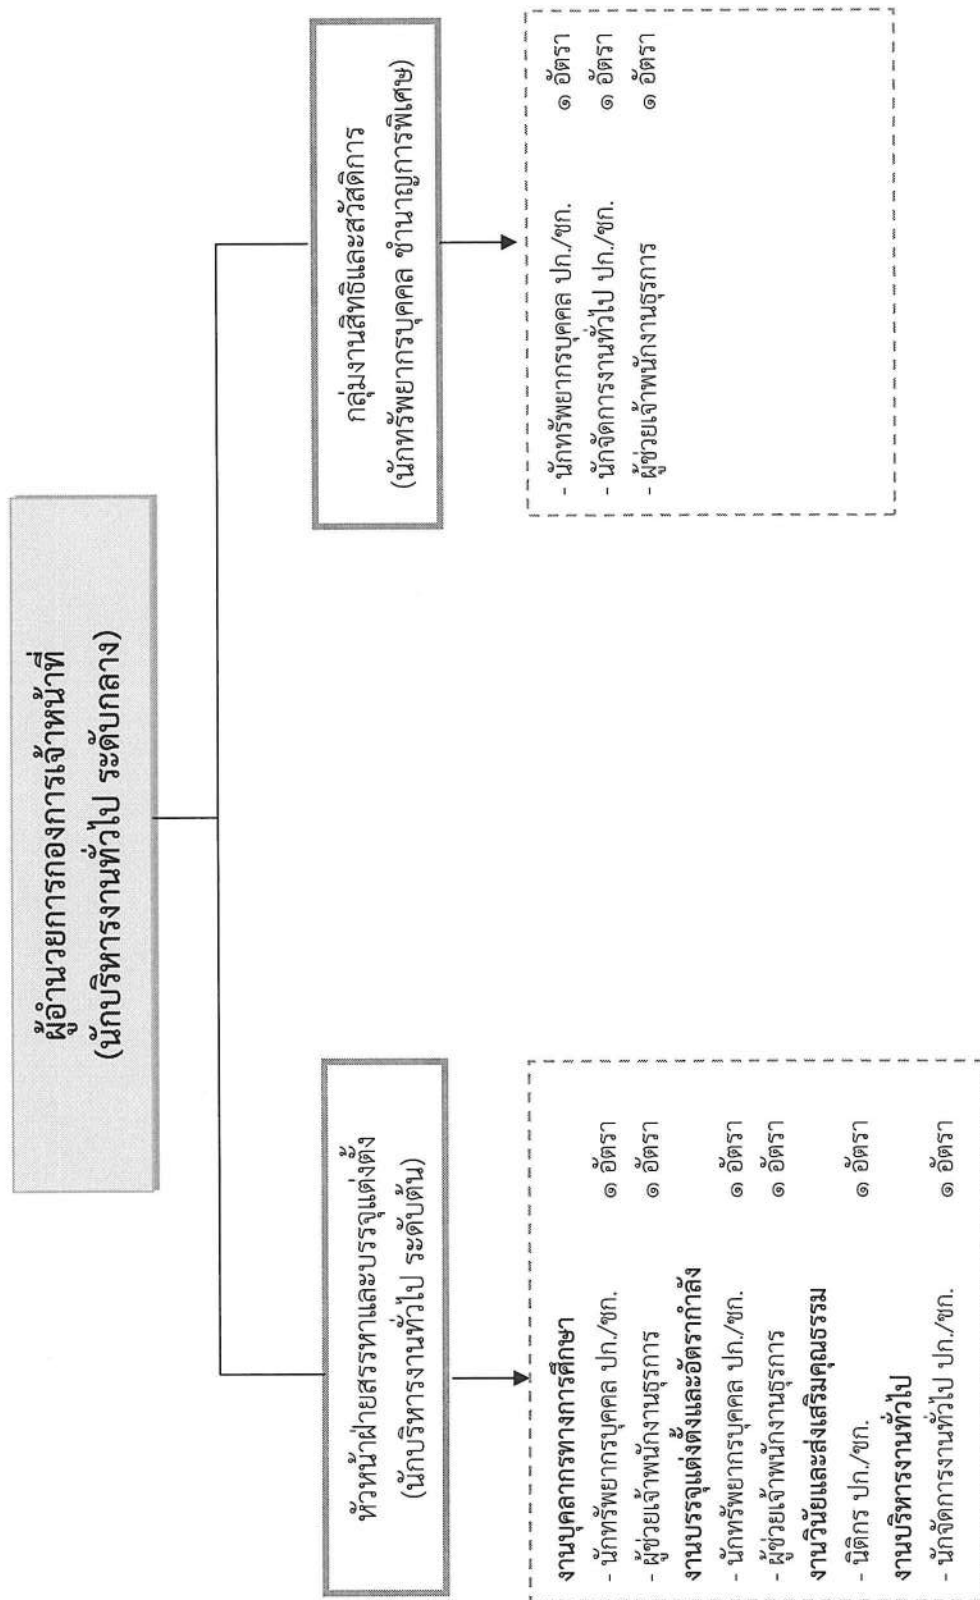 ผู้อำนวยการกองการเจ้าหน้าที่
(นักบริหารงานทั่วไป ระดับกลาง)
หัวหน้าฝ่ายสรรหาและบรรจุแต่งตั้ง
(นักบริหารงานทั่วไป ระดับต้น)
งานบุคลากรทางการศึกษา
- นักทรัพยากรบุคคล ปก./ชก. ๑ อัตรา
- ผู้ช่วยเจ้าพนักงานธุรการ ๑ อัตรา
งานบรรจุแต่งตั้งและอัตรากำลัง
- นักทรัพยากรบุคคล ปก./ชก. ๑ อัตรา
- ผู้ช่วยเจ้าพนักงานธุรการ ๑ อัตรา
งานวินัยและส่งเสริมคุณธรรม
- นิติกร ปก./ชก. ๑ อัตรา
งานบริหารงานทั่วไป
- นักจัดการงานทั่วไป ปก./ชก. ๑ อัตรา
กลุ่มงานสิทธิและสวัสดิการ
(นักทรัพยากรบุคคล ชำนาญการพิเศษ)
- นักทรัพยากรบุคคล ปก./ชก. ๑ อัตรา
- นักจัดการงานทั่วไป ปก./ชก. ๑ อัตรา
- ผู้ช่วยเจ้าพนักงานธุรการ ๑ อัตรา